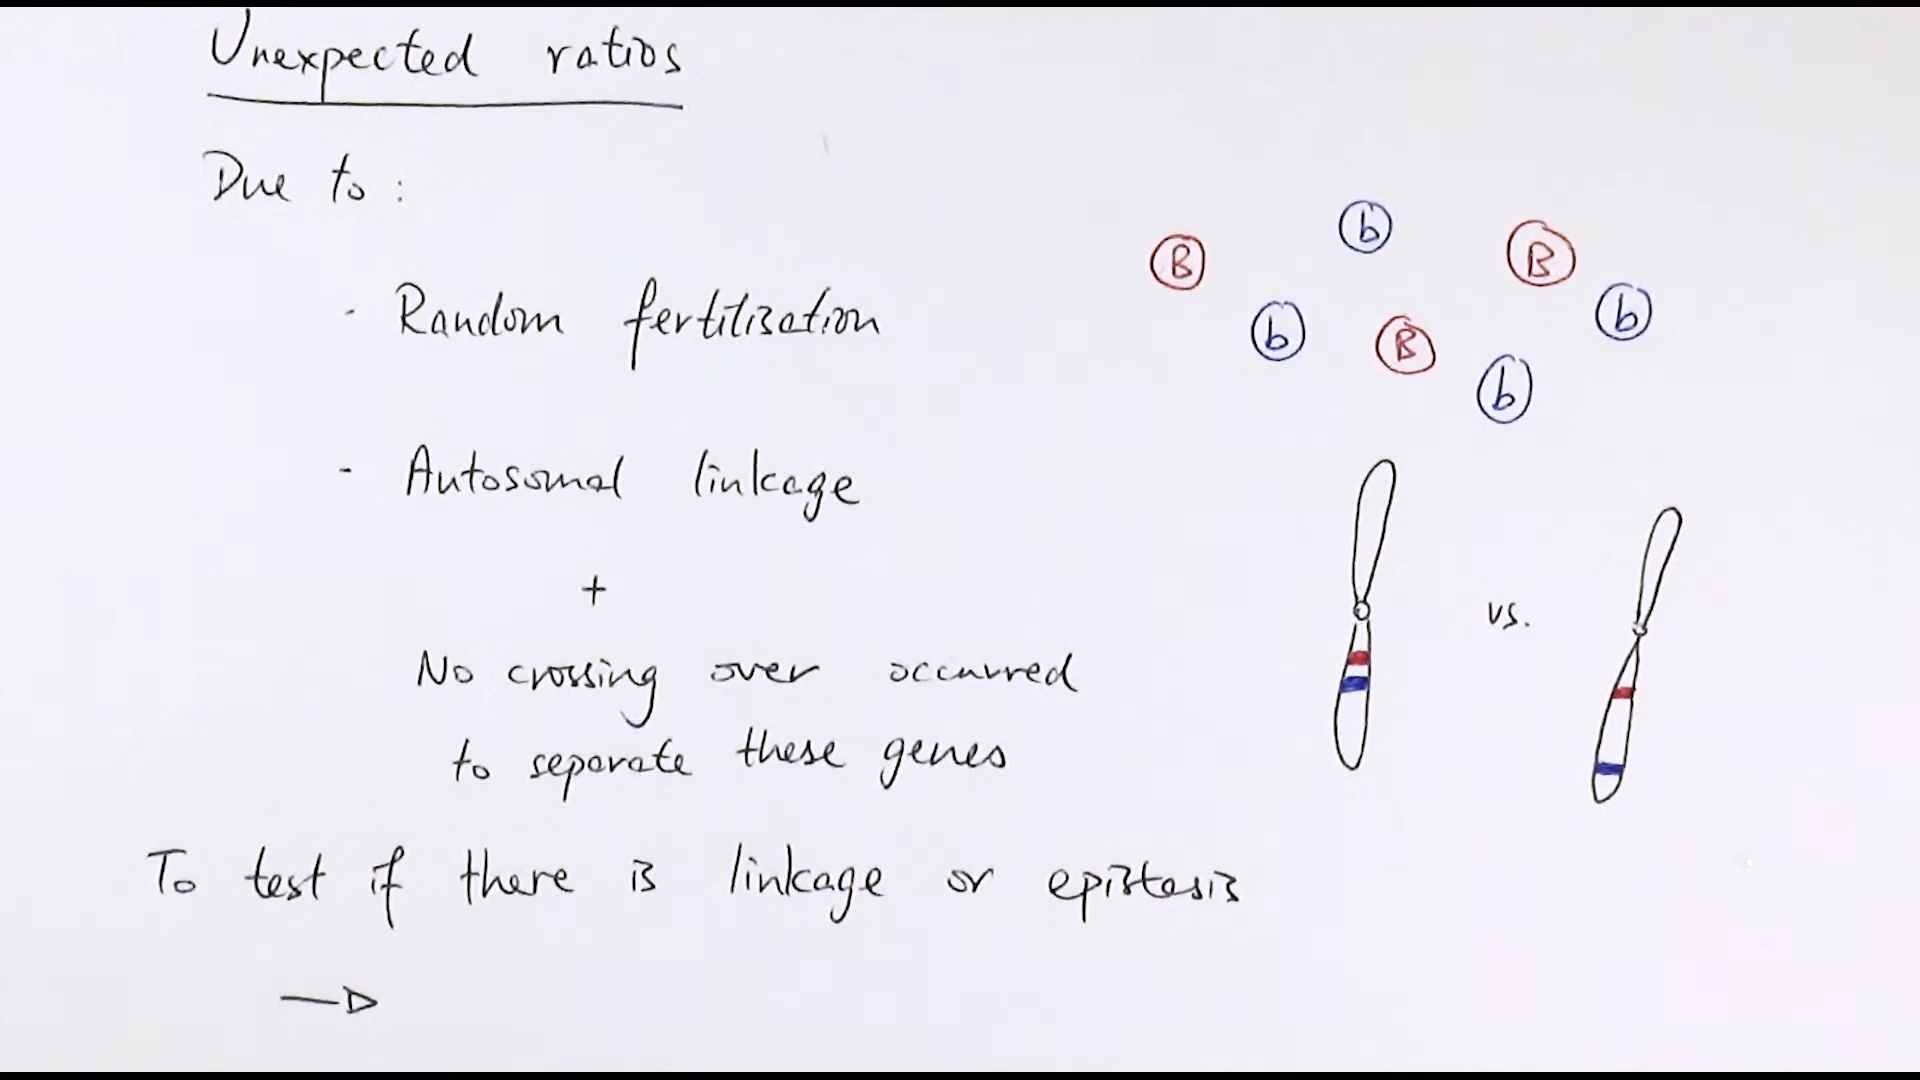 Unexpected ratios
Due to:
- Random fertilisation
B b B
b B b b
- Autosomal linkage
+
vs.
No crossing over occurred
to separate these genes
To test if there is linkage or epistasis